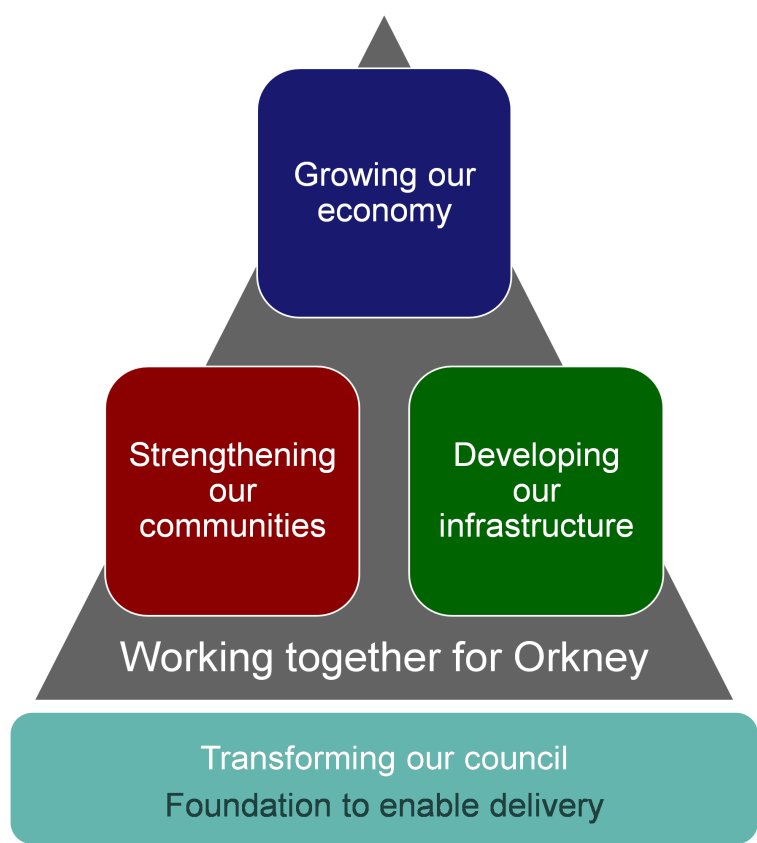 Growing our
economy
Strengthening
our
communities
Developing
our
infrastructure
Working together for Orkney
Transforming our council
Foundation to enable delivery